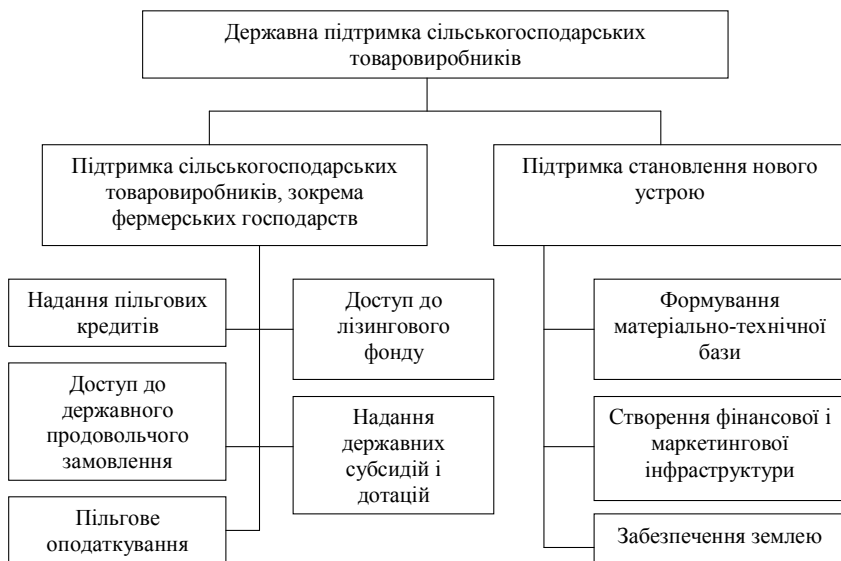 Державна підтримка сільськогосподарських
товаровиробників
Підтримка сільськогосподарських
товаровиробників, зокрема
фермерських господарств
Підтримка становлення нового
устрою
Надання пільгових
кредитів
Доступ до
лізингового
фонду
Формування
матеріально-технічної
бази
Доступ до
державного
продовольчого
замовлення
Надання
державних
субсидій і
дотацій
Створення фінансової і
маркетингової
інфраструктури
Пільгове
оподаткування
Забезпечення землею